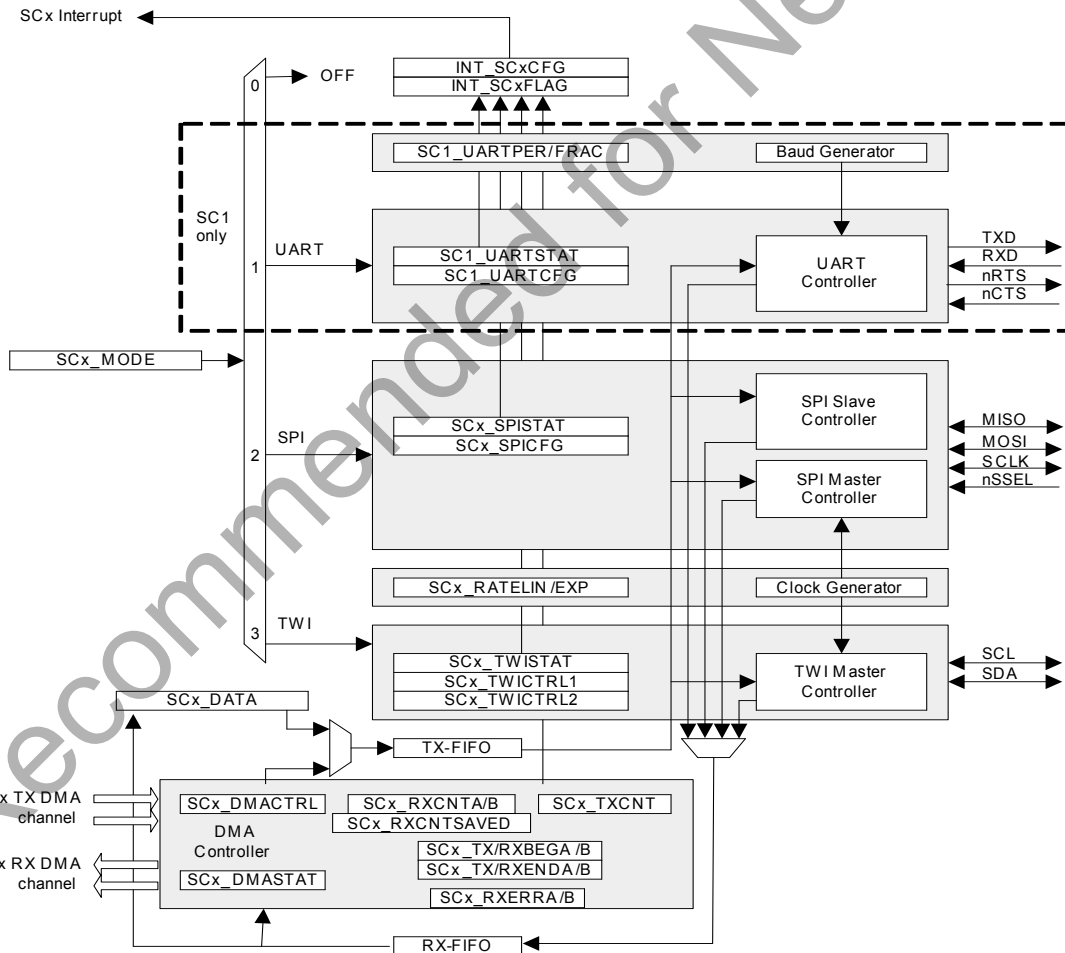 SCx Interrupt
INT_SCxCFG
INT_SCxFLAG
0
OFF
SC1_UARTPER/FRAC
Baud Generator
SC1
only
UART
1
SC1_UARTSTAT
SC1_UARTCFG
UART
Controller
TXD
RXD
nRTS
nCTS
SCx_MODE
SPI
2
SCx_SPISTAT
SCx_SPICFG
SPI Slave
Controller
SPI Master
Controller
MISO
MOSI
SCLK
nSSEL
SCx_RATELIN/EXP
Clock Generator
TWI
3
SCx_TWISTAT
SCx_TWICTRL1
SCx_TWICTRL2
TWI Master
Controller
SCL
SDA
SCx_DATA
TX-FIFO
x TX DMA
channel
SCx_DMACTRL
SCx_RXCNTA/B
SCx_TXCNT
SCx_RXCNTSAVED
DMA
Controller
SCx_TX/RXBEGA/B
SCx_TX/RXENDA/B
x RX DMA
channel
SCx_DMASTAT
SCx_RXERRA/B
RX-FIFO
Recommended for Ne